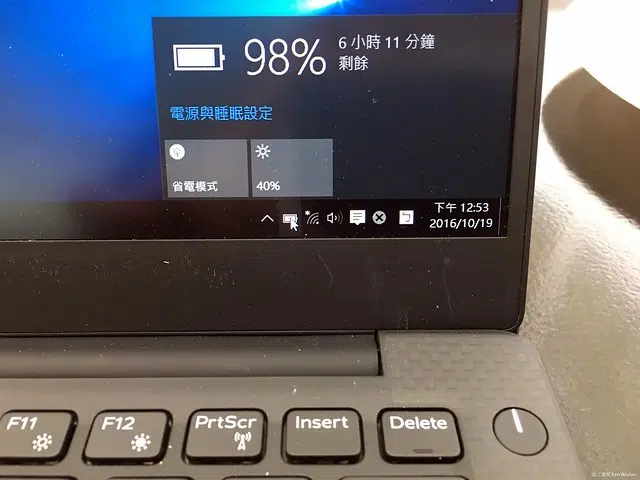 98%
6 小時 11 分鐘
剩餘
電源與睡眠設定
省電模式
40%
下午 12:53
2016/10/19
F11
F12
PrtScr
Insert
Delete